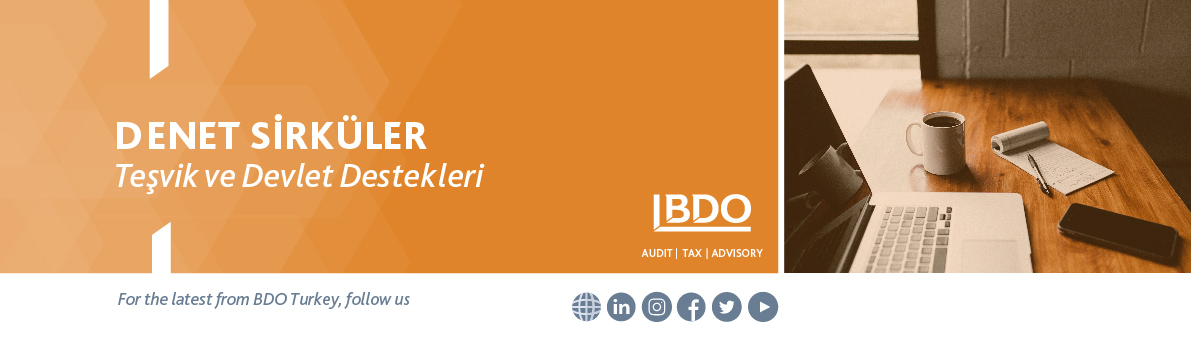 DENET SİRKÜLER
Teşvik ve Devlet Destekleri
BDO
AUDIT | TAX | ADVISORY
For the latest from BDO Turkey, follow us